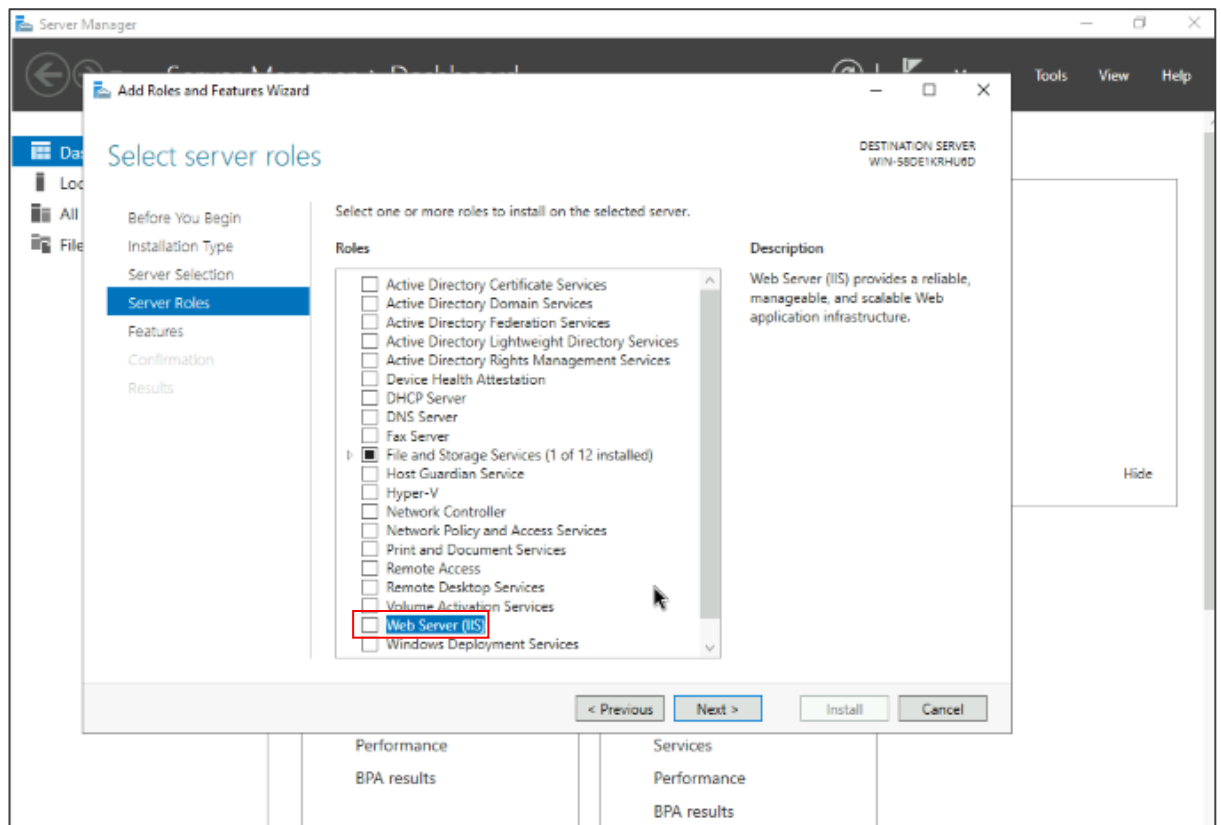 Server Manager
Tools View Help
Add Roles and Features Wizard
Select server roles
DESTINATION SERVER
WIN-58DE1KRHU6D
Before You Begin
Installation Type
Server Selection
Server Roles
Features
Confirmation
Results
Select one or more roles to install on the selected server.
Roles
Active Directory Certificate Services
Active Directory Domain Services
Active Directory Federation Services
Active Directory Lightweight Directory Services
Active Directory Rights Management Services
Device Health Attestation
DHCP Server
DNS Server
Fax Server
File and Storage Services (1 of 12 installed)
Host Guardian Service
Hyper-V
Network Controller
Network Policy and Access Services
Print and Document Services
Remote Access
Remote Desktop Services
Volume Activation Services
Web Server (IIS)
Windows Deployment Services
Description
Web Server (IIS) provides a reliable,
manageable, and scalable Web
application infrastructure.
< Previous
Next >
Install
Cancel
All
File
Hide
Performance
BPA results
Services
Performance
BPA results